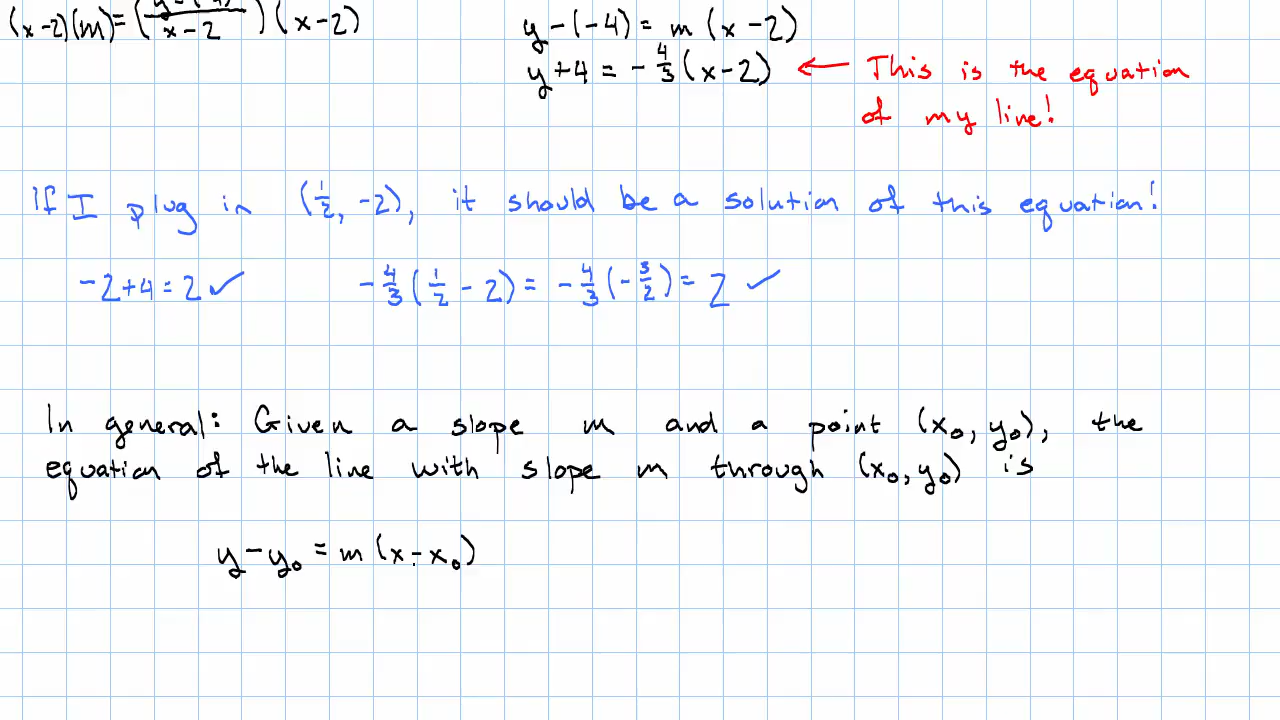 (x-2)(m) = (y-(-4)/x-2)(x-2)
y-(-4) = m(x-2)
y+4 = -4/3(x-2) ← This is the equation
of my line!
If I plug in (1/2, -2), it should be a solution of this equation!
-2+4=2 ✓ -4/3(1/2 - 2) = -4/3(-3/2) = 2 ✓
In general: Given a slope m and a point (x₀, y₀), the
equation of the line with slope m through (x₀, y₀) is
y-y₀ = m(x-x₀)